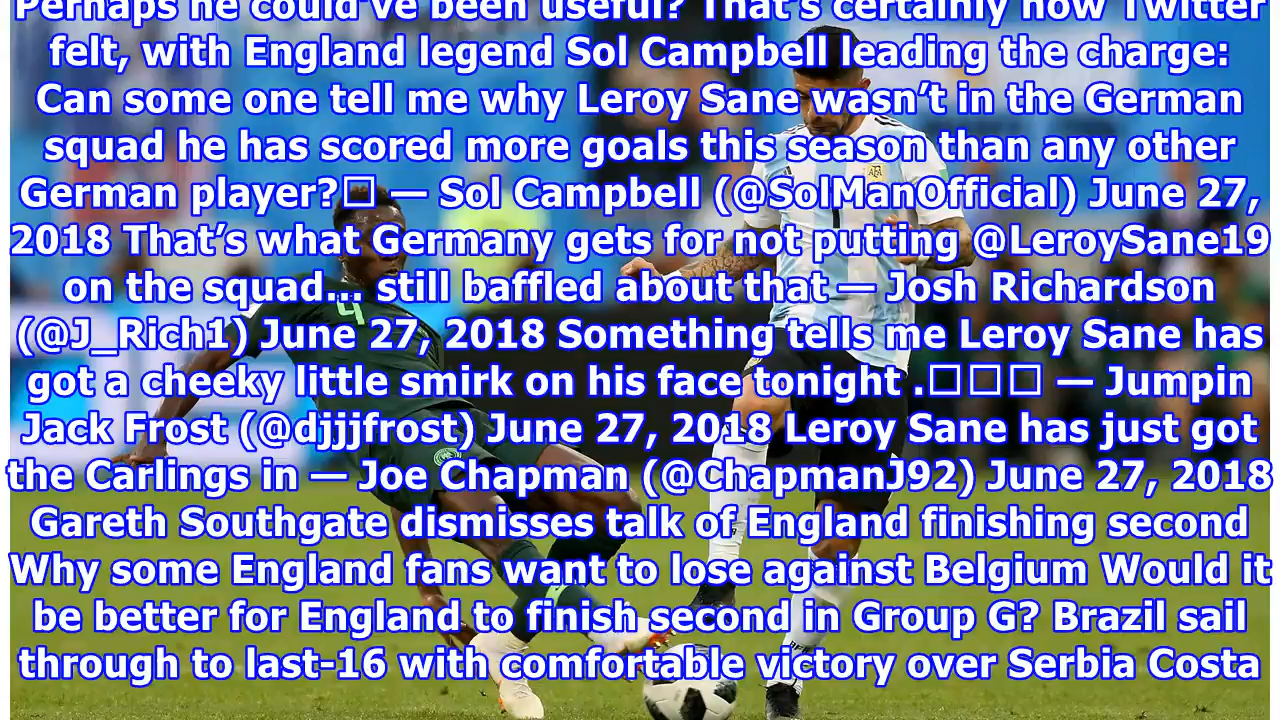 Perhaps he could've been useful? That's certainly how Twitter
felt, with England legend Sol Campbell leading the charge:
Can some one tell me why Leroy Sane wasn’t in the German
squad he has scored more goals this season than any other
German player?□ — Sol Campbell (@SolManOfficial) June 27,
2018 That’s what Germany gets for not putting @LeroySane19
on the squad... still baffled about that — Josh Richardson
(@J_Rich1) June 27, 2018 Something tells me Leroy Sane has
got a cheeky little smirk on his face tonight .□□□ — Jumpin
Jack Frost (@djjjfrost) June 27, 2018 Leroy Sane has just got
the Carlings in — Joe Chapman (@ChapmanJ92) June 27, 2018
Gareth Southgate dismisses talk of England finishing second
Why some England fans want to lose against Belgium Would it
be better for England to finish second in Group G? Brazil sail
through to last-16 with comfortable victory over Serbia Costa
4
1
AFA